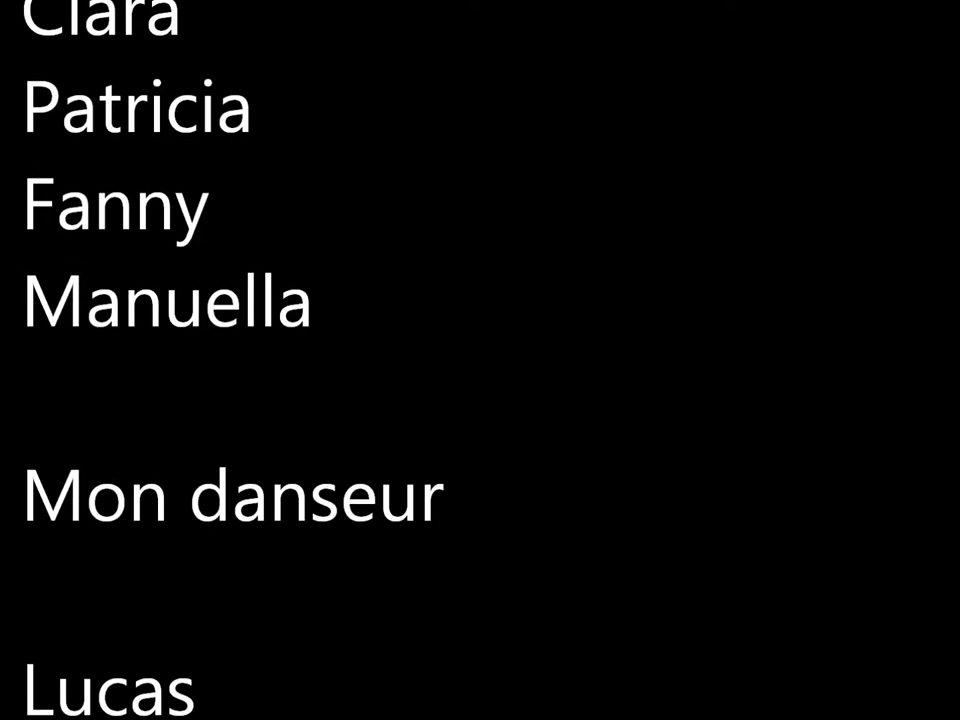 Clara
Patricia
Fanny
Manuella
Mon danseur
Lucas